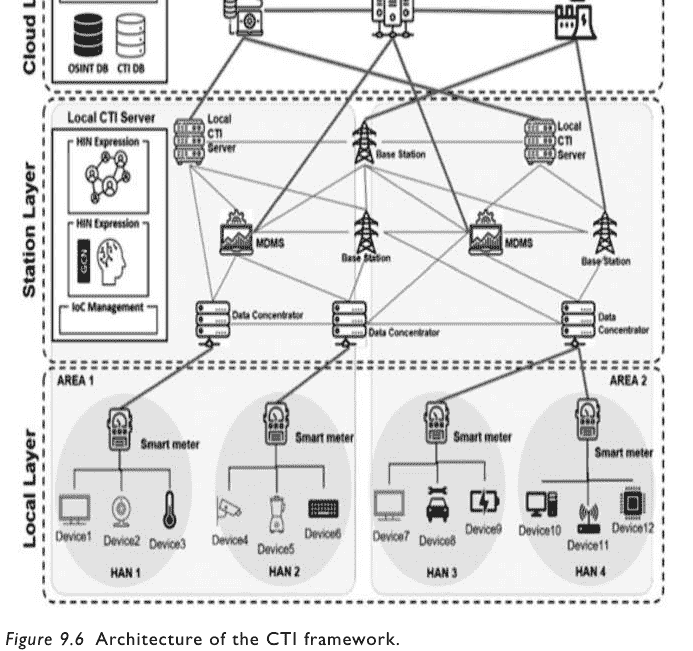 Cloud L
OSINT DB CTI DB
Station Layer
Local CTI Server
HIN Expression
HIN Expression
GCN
IoC Management
Local
CTI
Server
Base Station
Local
CTI
Server
MDMS
Base Station
MDMS
Base Station
Data Concentrator
Data Concentrator
Data
Concentrator
Local Layer
AREA 1
AREA 2
Smart meter
Smart meter
Smart meter
Smart meter
Device1
Device2
Device3
Device4
Device5
Device6
Device7
Device8
Device9
Device10
Device11
Device12
HAN 1
HAN 2
HAN 3
HAN 4
Figure 9.6 Architecture of the CTI framework.